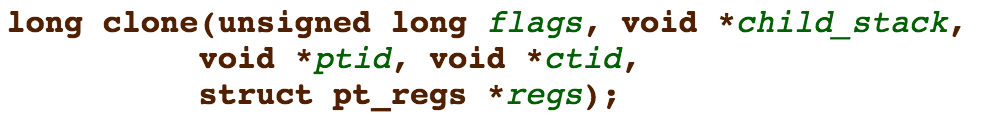 long clone(unsigned long flags, void *child_stack,
void *ptid, void *ctid,
struct pt_regs *regs);